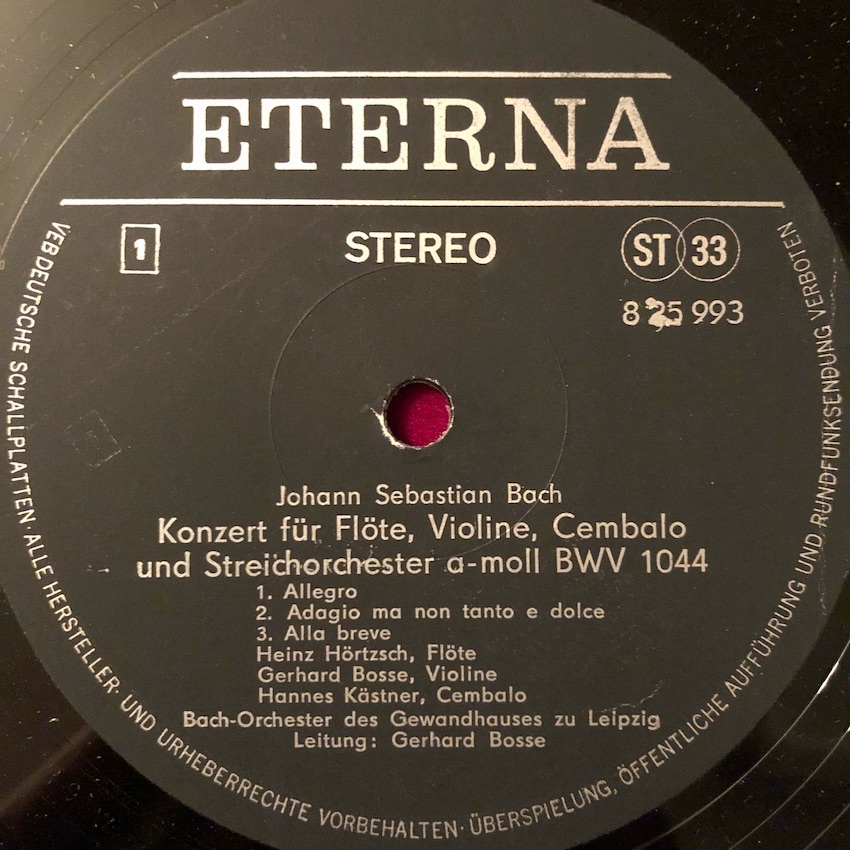 ETERNA
1 STEREO ST 33
993
Johann Sebastian Bach
Konzert für Flöte, Violine, Cembalo
und Streichorchester a-moll BWV 1044
1. Allegro
2. Adagio ma non tanto e dolce
3. Alla breve
Heinz Hörtzsch, Flöte
Gerhard Bosse, Violine
Hannes Kästner, Cembalo
Bach-Orchester des Gewandhauses zu Leipzig
Leitung: Gerhard Bosse
VEB DEUTSCHE SCHALLPLATTEN · ALLE HERSTELLER- UND URHEBERRECHTE VORBEHALTEN · ÜBERSPIELUNG, ÖFFENTLICHE AUFFÜHRUNG UND RUNDFUNKSENDUNG VERBOTEN